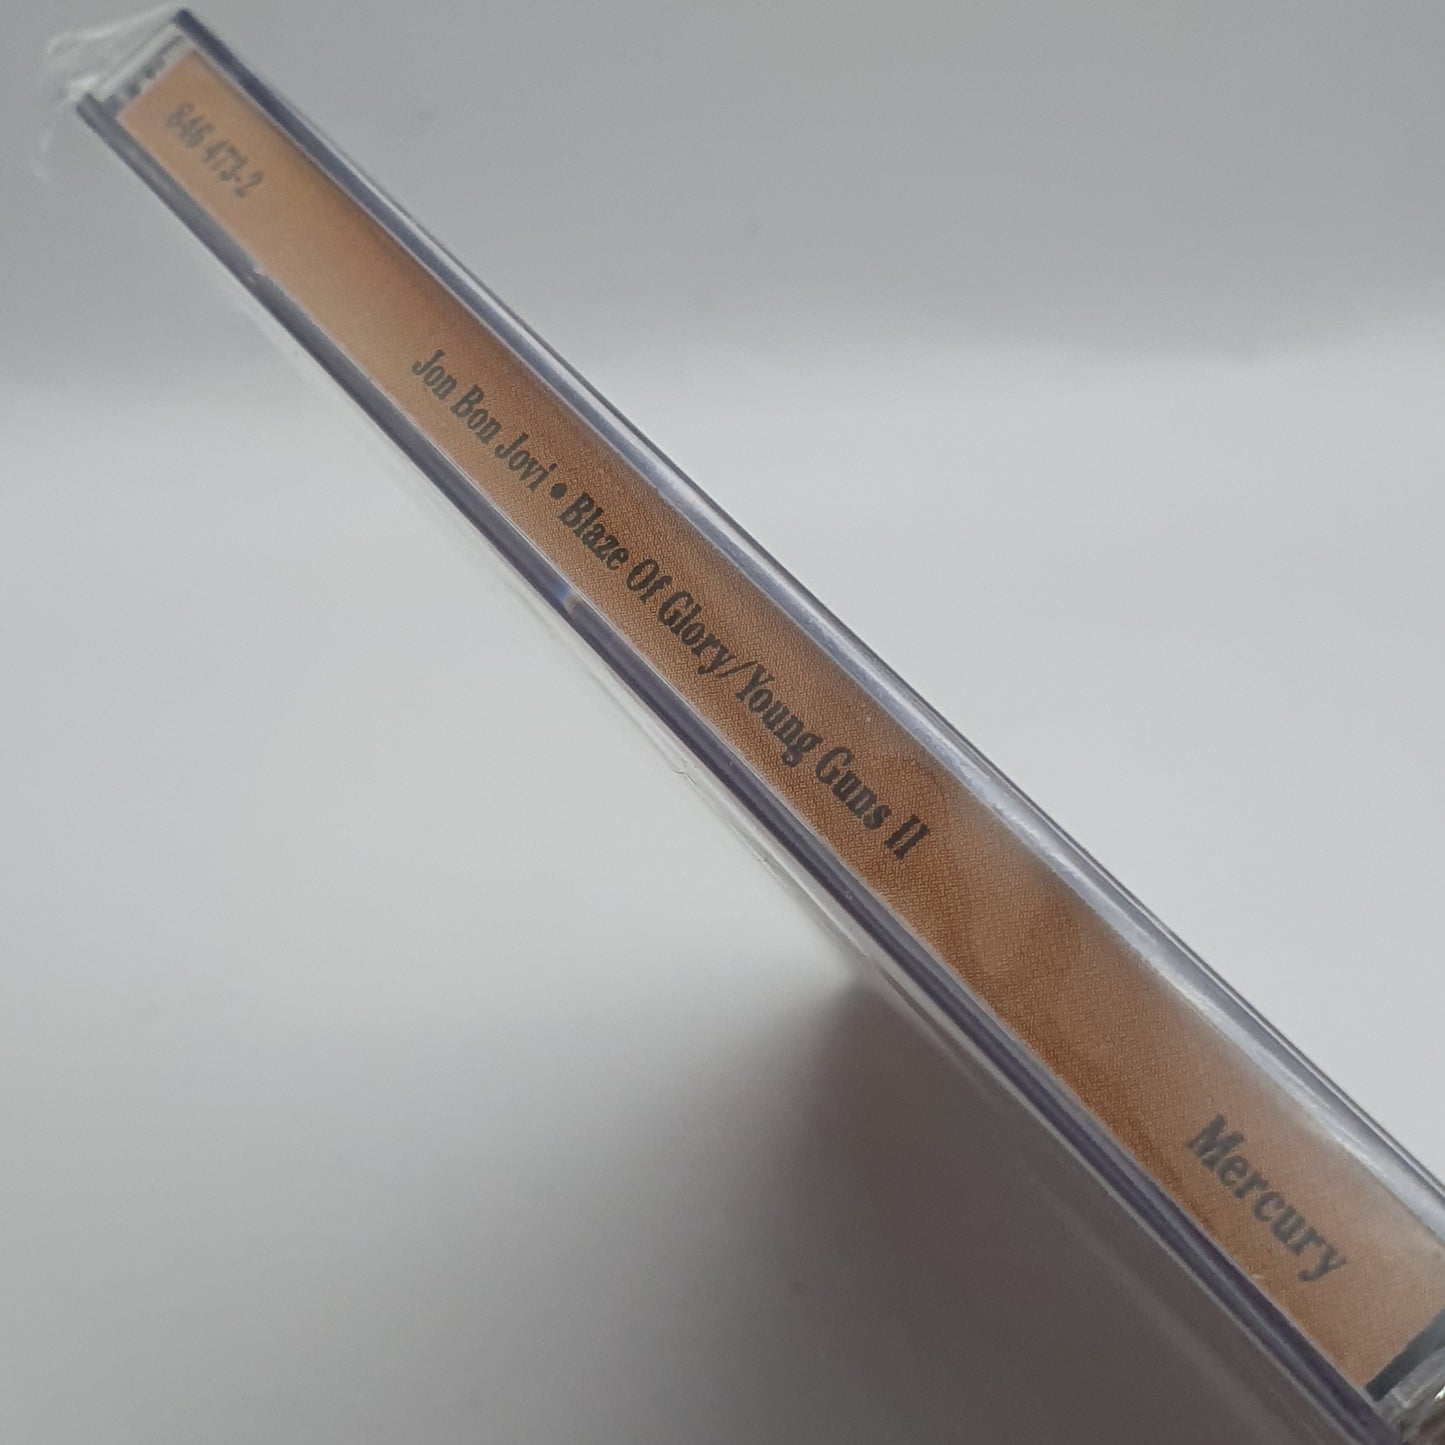 846 473-2
Jon Bon Jovi • Blaze Of Glory/Young Guns II
Mercury